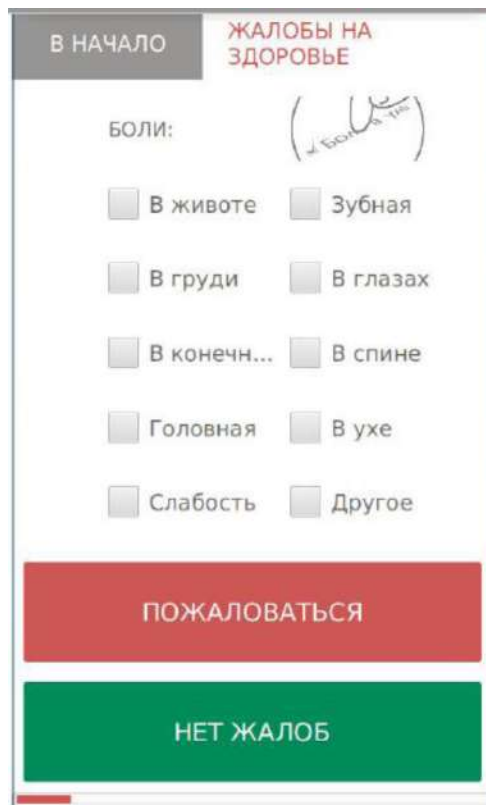 В НАЧАЛО
ЖАЛОБЫ НА
ЗДОРОВЬЕ
БОЛИ:
В животе
Зубная
В груди
В глазах
В конечн...
В спине
Головная
В ухе
Слабость
Другое
ПОЖАЛОВАТЬСЯ
НЕТ ЖАЛОБ